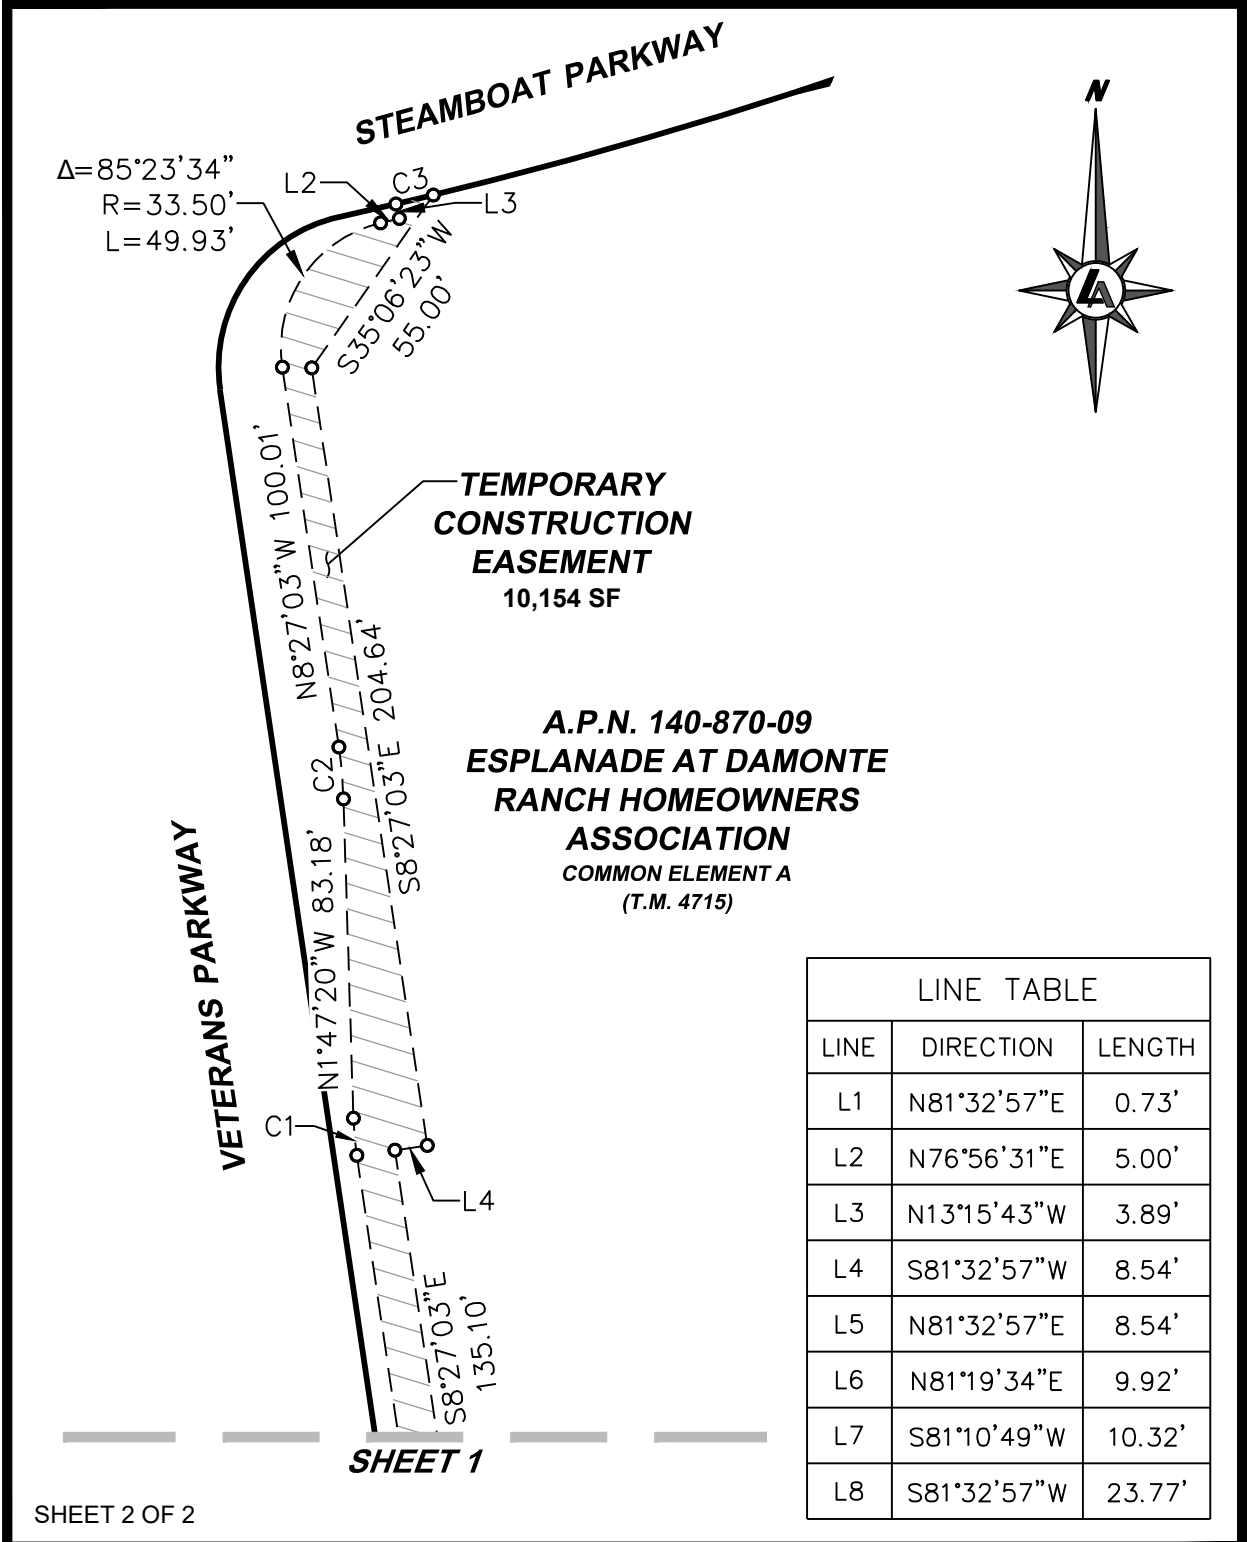 STEAMBOAT PARKWAY
N
Δ=85°23'34"
R=33.50'
L=49.93'
L2
C3
L3
S35°06'23"W
55.00'
LA
N8°27'03"W 100.01'
TEMPORARY
CONSTRUCTION
EASEMENT
10,154 SF
S8°27'03"E 204.64'
A.P.N. 140-870-09
ESPLANADE AT DAMONTE
RANCH HOMEOWNERS
ASSOCIATION
COMMON ELEMENT A
(T.M. 4715)
C2
N1°47'20"W 83.18'
VETERANS PARKWAY
C1
L4
S8°27'03"E
135.10'
LINE TABLE
LINE DIRECTION LENGTH
L1 N81°32'57"E 0.73'
L2 N76°56'31"E 5.00'
L3 N13°15'43"W 3.89'
L4 S81°32'57"W 8.54'
L5 N81°32'57"E 8.54'
L6 N81°19'34"E 9.92'
L7 S81°10'49"W 10.32'
L8 S81°32'57"W 23.77'
SHEET 1
SHEET 2 OF 2